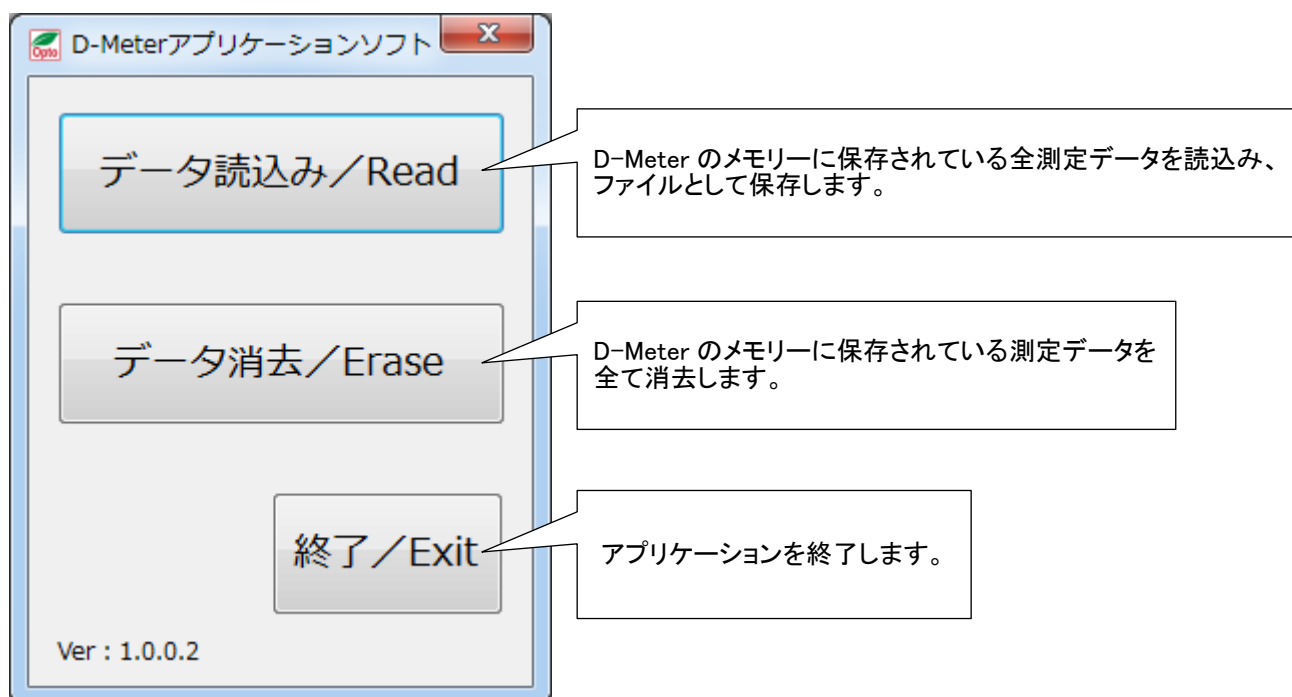 Opto
D-Meterアプリケーションソフト
データ読込み／Read
D-Meter のメモリーに保存されている全測定データを読込み、
ファイルとして保存します。
データ消去／Erase
D-Meter のメモリーに保存されている測定データを
全て消去します。
終了／Exit
アプリケーションを終了します。
Ver : 1.0.0.2